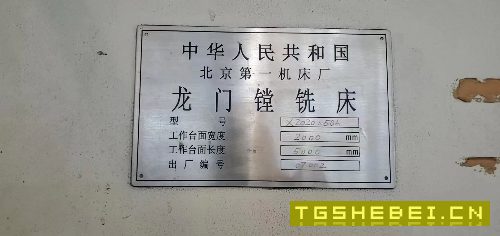 中华人民共和国
北京第一机床厂
龙门镗铣床
型 号
工作台面宽度 2000 mm
工作台面长度 5000 mm
出厂编号
TGSHEBEI.CN